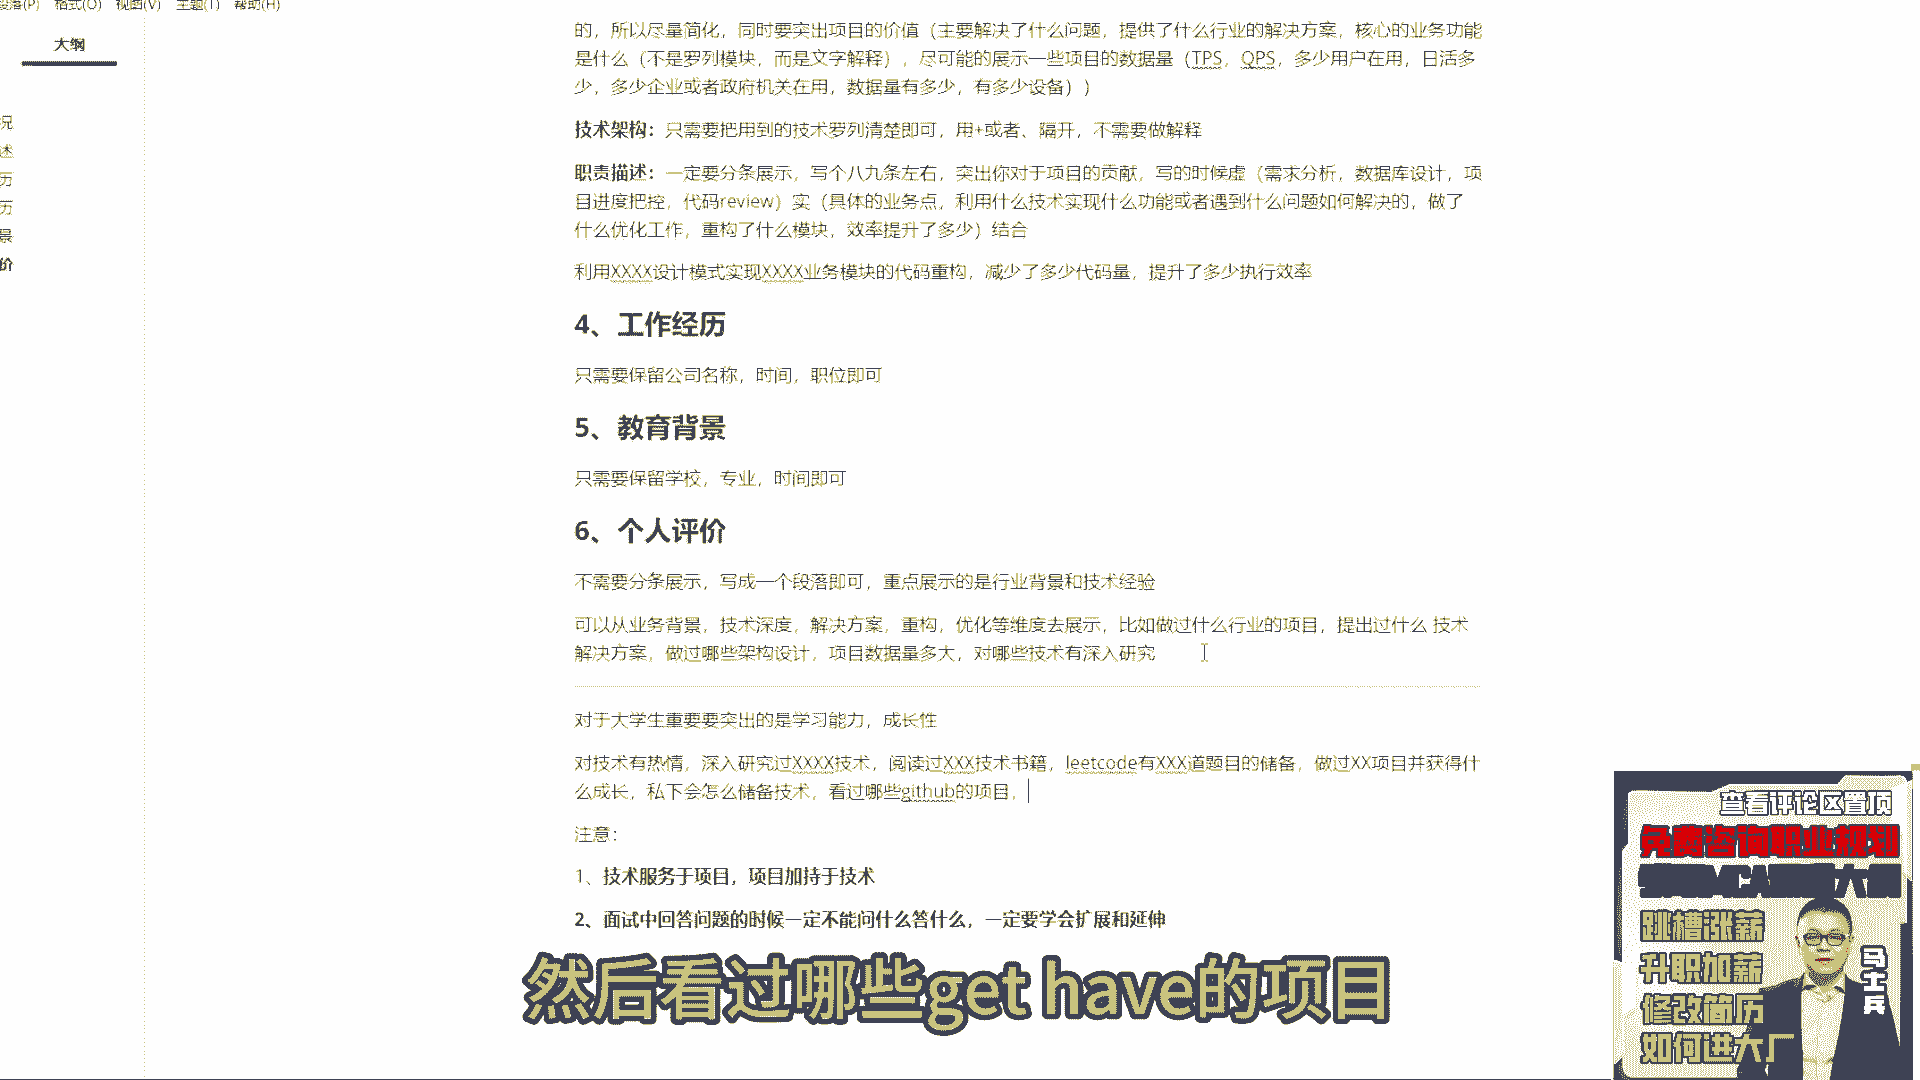 格式(O) 视图(V) 主题(T) 帮助(H)
大纲
况
述
历
历
景
价
的，所以尽量简化，同时要突出项目的价值（主要解决了什么问题，提供了什么行业的解决方案，核心的业务功能
是什么（不是罗列模块，而是文字解释），尽可能的展示一些项目的数据量（TPS，QPS，多少用户在用，日活多
少，多少企业或者政府机关在用，数据量有多少，有多少设备））
技术架构：只需要把用到的技术罗列清楚即可，用+或者、隔开，不需要做解释
职责描述：一定要分条展示，写个八九条左右，突出你对于项目的贡献，写的时候虚（需求分析，数据库设计，项
目进度把控，代码review）实（具体的业务点，利用什么技术实现什么功能或者遇到什么问题如何解决的，做了
什么优化工作，重构了什么模块，效率提升了多少）结合
利用XXXX设计模式实现XXXX业务模块的代码重构，减少了多少代码量，提升了多少执行效率
4、工作经历
只需要保留公司名称，时间，职位即可
5、教育背景
只需要保留学校，专业，时间即可
6、个人评价
不需要分条展示，写成一个段落即可，重点展示的是行业背景和技术经验
可以从业务背景，技术深度，解决方案，重构，优化等维度去展示，比如做过什么行业的项目，提出过什么 技术
解决方案，做过哪些架构设计，项目数据量多大，对哪些技术有深入研究
对于大学生重要要突出的是学习能力，成长性
对技术有热情，深入研究过XXXX技术，阅读过XXX技术书籍，leetcode有XXX道题目的储备，做过XX项目并获得什
么成长，私下会怎么储备技术，看过哪些github的项目，
注意：
1、技术服务于项目，项目加持于技术
2、面试中回答问题的时候一定不能问什么答什么，一定要学会扩展和延伸
然后看过哪些get have的项目
查看评论区置顶
免费咨询职业规划
跳槽涨薪
升职加薪
修改简历
如何进大厂
马士兵